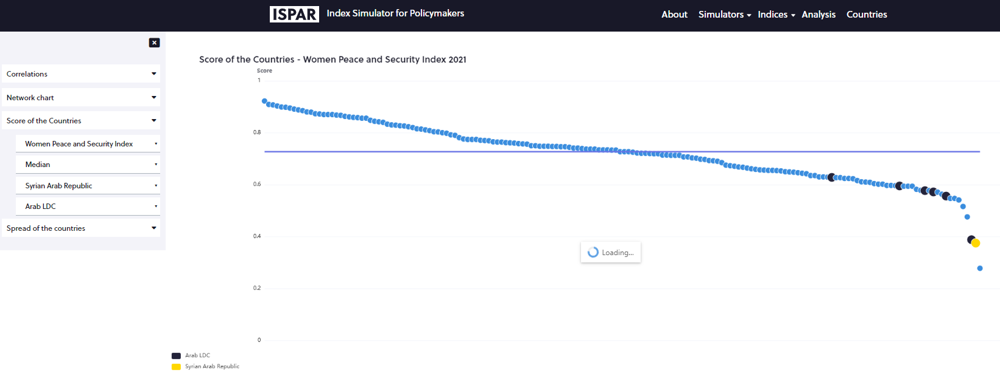 ISPAR Index Simulator for Policymakers
About Simulators Indices Analysis Countries
Correlations
Network chart
Score of the Countries
Women Peace and Security Index
Median
Syrian Arab Republic
Arab LDC
Spread of the countries
Score of the Countries - Women Peace and Security Index 2021
Score
1
0.8
0.6
0.4
0.2
0
Loading...
Arab LDC
Syrian Arab Republic